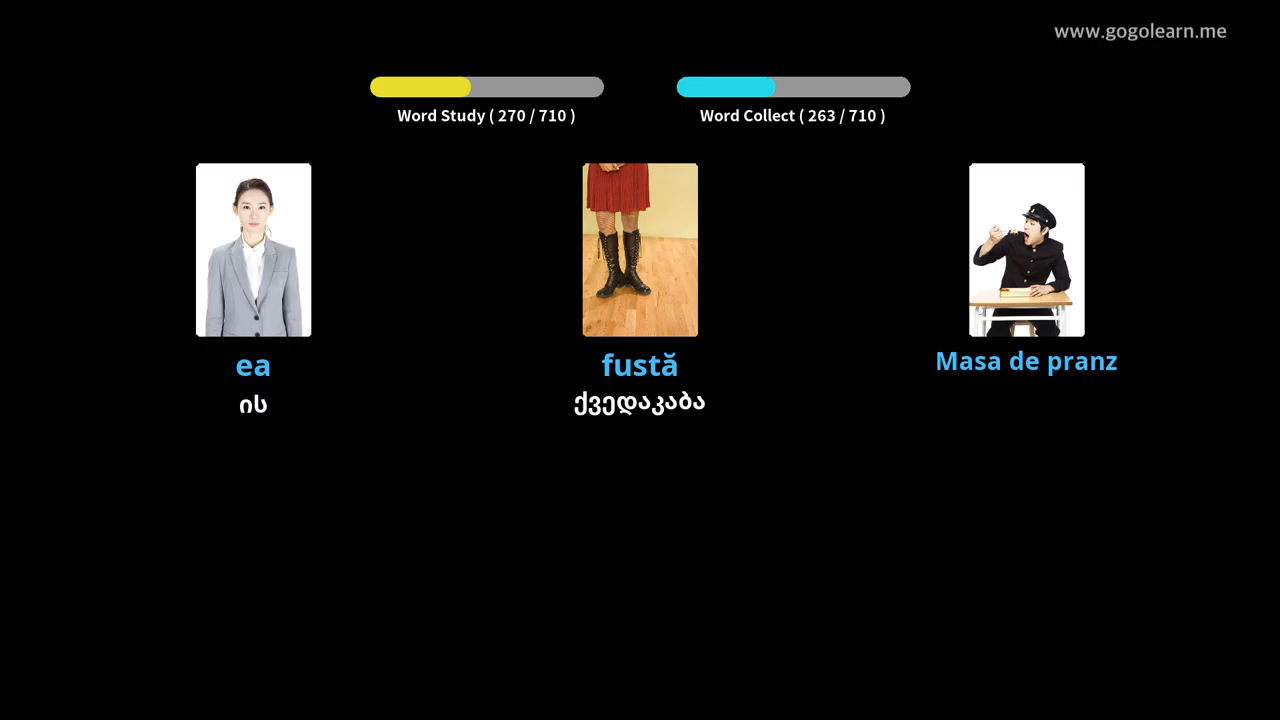 www.gogolearn.me
Word Study ( 270 / 710 )
Word Collect ( 263 / 710 )
ea
ის
fustă
ქვედაკაბა
Masa de pranz